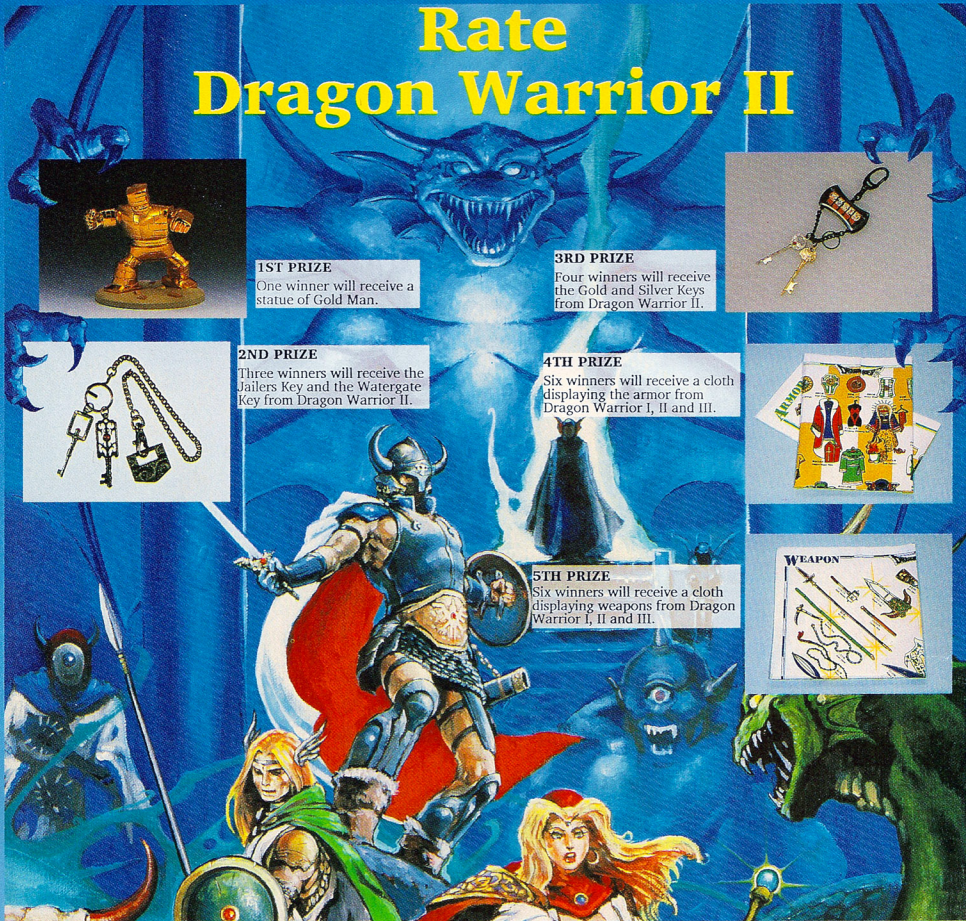 Rate
Dragon Warrior II
1ST PRIZE
One winner will receive a
statue of Gold Man.
3RD PRIZE
Four winners will receive
the Gold and Silver Keys
from Dragon Warrior II.
2ND PRIZE
Three winners will receive the
Jailers Key and the Watergate
Key from Dragon Warrior II.
4TH PRIZE
Six winners will receive a cloth
displaying the armor from
Dragon Warrior I, II and III.
ARMOR
5TH PRIZE
Six winners will receive a cloth
displaying weapons from Dragon
Warrior I, II and III.
WEAPON